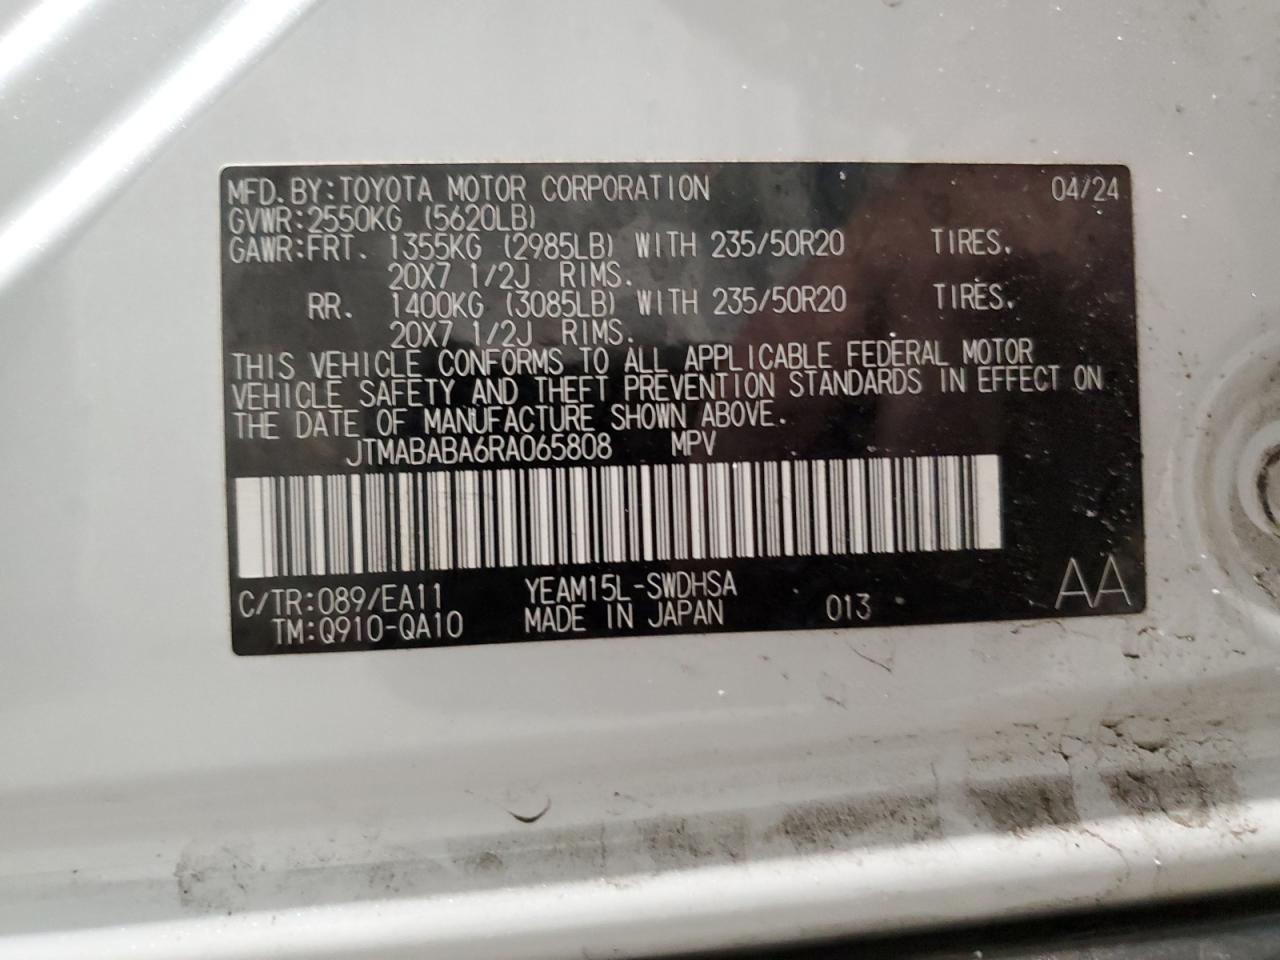 MFD. BY: TOYOTA MOTOR CORPORATION 04/24
GVWR: 2550KG (5620LB)
GAWR: FRT. 1355KG (2985LB) WITH 235/50R20 TIRES.
20X7 1/2J RIMS.
RR. 1400KG (3085LB) WITH 235/50R20 TIRES.
20X7 1/2J RIMS.
THIS VEHICLE CONFORMS TO ALL APPLICABLE FEDERAL MOTOR
VEHICLE SAFETY AND THEFT PREVENTION STANDARDS IN EFFECT ON
THE DATE OF MANUFACTURE SHOWN ABOVE.
JTMABABA6RA065808 MPV
C/TR: 089/EA11 YEAM15L-SWDHSA
TM: Q910-QA10 MADE IN JAPAN 013 AA